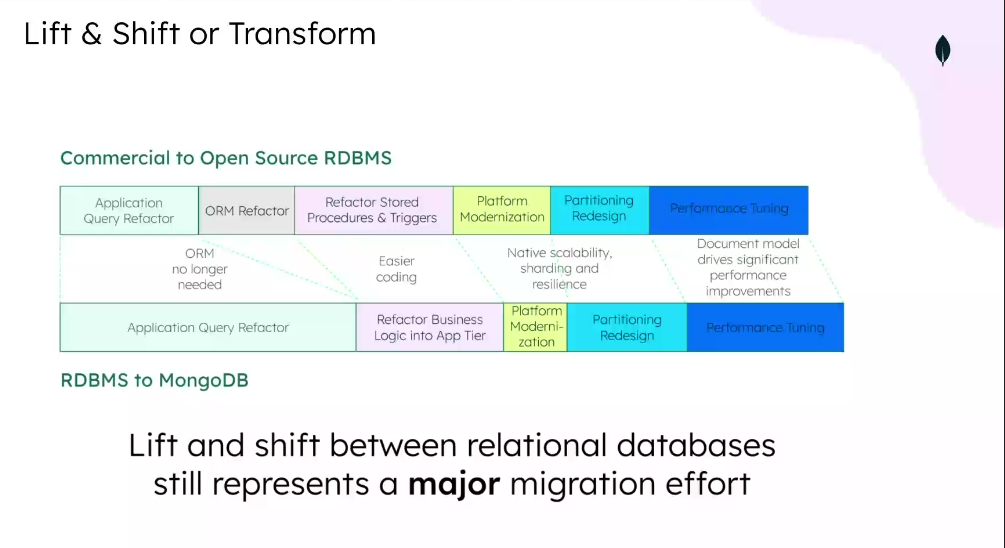 Lift & Shift or Transform
Commercial to Open Source RDBMS
Application
Query Refactor
ORM Refactor
Refactor Stored
Procedures & Triggers
Platform
Modernization
Partitioning
Redesign
Performance Tuning
ORM
no longer
needed
Easier
coding
Native scalability,
sharding and
resilience
Document model
drives significant
performance
improvements
Application Query Refactor
Refactor Business
Logic into App Tier
Platform
Moderni-
zation
Partitioning
Redesign
Performance Tuning
RDBMS to MongoDB
Lift and shift between relational databases
still represents a major migration effort